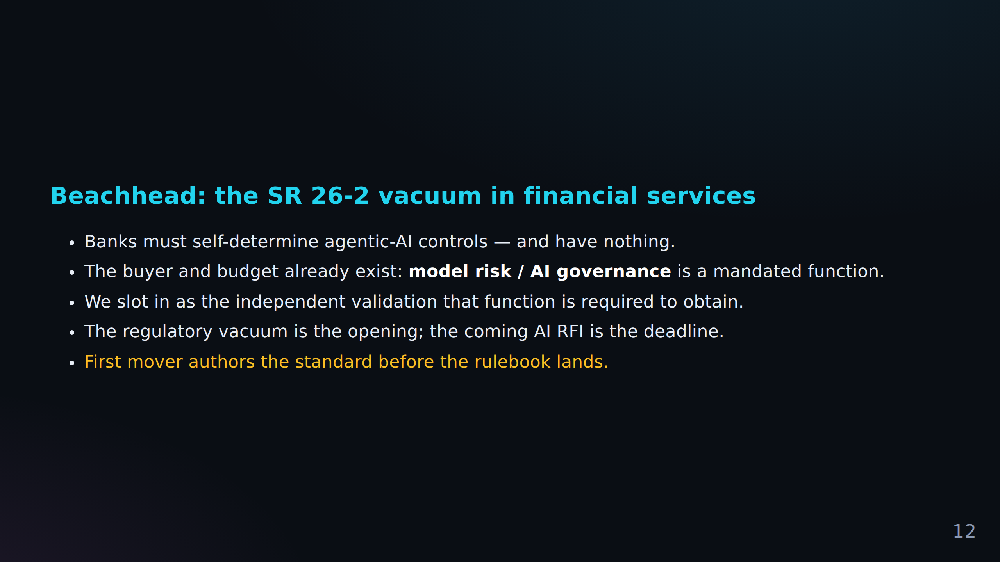 Beachhead: the SR 26-2 vacuum in financial services
• Banks must self-determine agentic-AI controls — and have nothing.
• The buyer and budget already exist: model risk / AI governance is a mandated function.
• We slot in as the independent validation that function is required to obtain.
• The regulatory vacuum is the opening; the coming AI RFI is the deadline.
• First mover authors the standard before the rulebook lands.
12